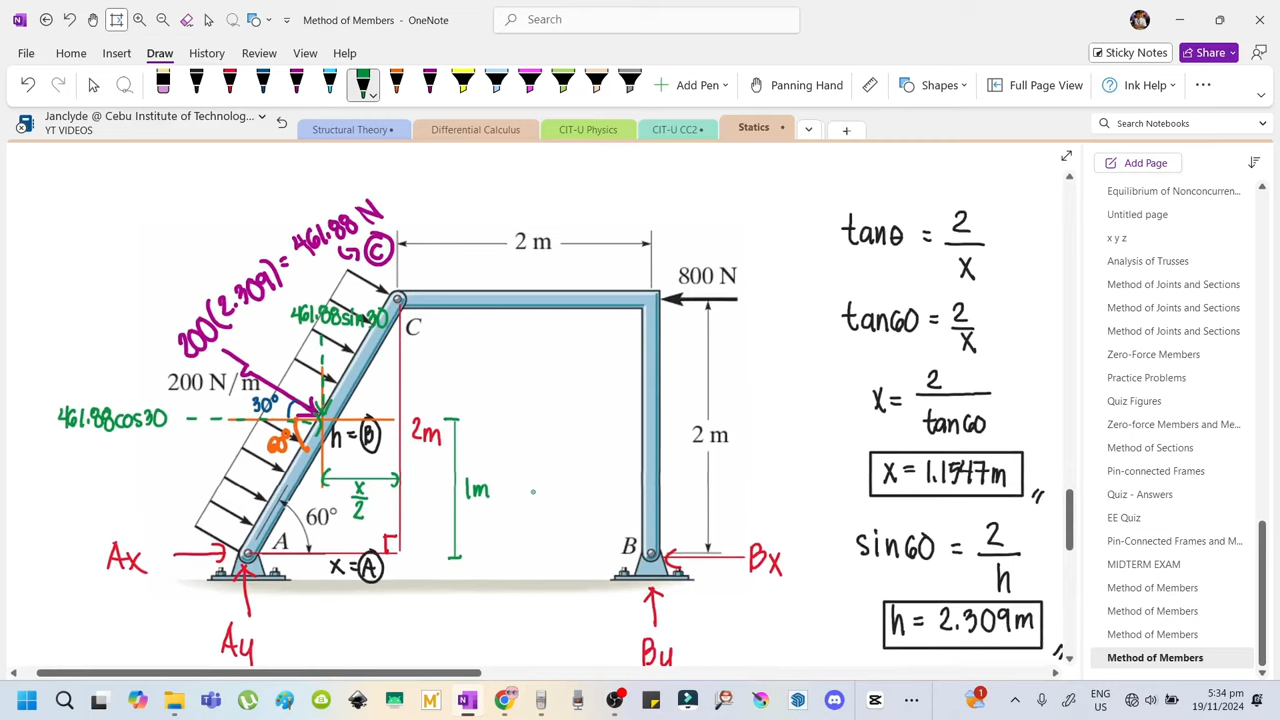 Method of Members - OneNote
Search
File Home Insert Draw History Review View Help
Sticky Notes
Share
Add Pen
Panning Hand
Shapes
Full Page View
Ink Help
Janclyde @ Cebu Institute of Technolog...
YT VIDEOS
Structural Theory
Differential Calculus
CIT-U Physics
CIT-U CC2
Statics
Search Notebooks
Add Page
Equilibrium of Nonconcurren...
Untitled page
x y z
Analysis of Trusses
Method of Joints and Sections
Method of Joints and Sections
Method of Joints and Sections
Zero-Force Members
Practice Problems
Quiz Figures
Zero-force Members and Me...
Method of Sections
Pin-connected Frames
Quiz - Answers
EE Quiz
Pin-Connected Frames and M...
MIDTERM EXAM
Method of Members
Method of Members
Method of Members
Method of Members
200(2.309) = 461.88 N
C
2 m
800 N
461.88sin30
C
200 N/m
30°
461.88cos30
60°
h = B
2m
2 m
x/2
1m
60°
A
B
Ax
x = A
Bx
Ay
By
tanθ = 2/x
tan60 = 2/x
x = 2/tan60
x = 1.1547m
sin60 = 2/h
h = 2.309m
ENG
US
5:34 pm
19/11/2024
1